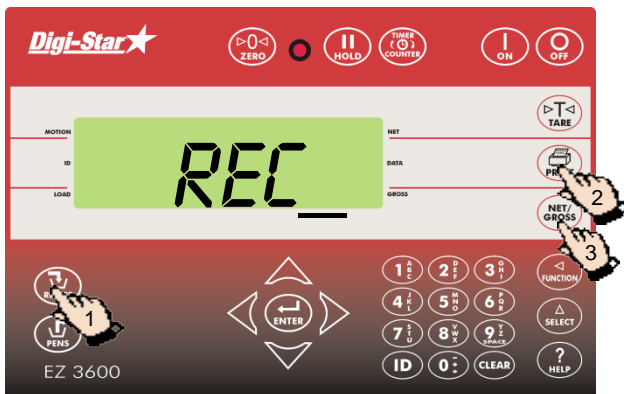 Digi-Star
▷0◁
ZERO
HOLD
TIMER
COUNTER
ON
OFF
▷T◁
TARE
MOTION
ID
LOAD
REC_
NET
DATA
GROSS
2
NET/
GROSS
3
1
PENS
EZ 3600
ENTER
1 A B C
2 D E F
3 G H I
4 J K L
5 M N O
6 P Q R
7 S T U
8 V W X
9 Y Z SPACE
ID
0
CLEAR
FUNCTION
SELECT
?
HELP